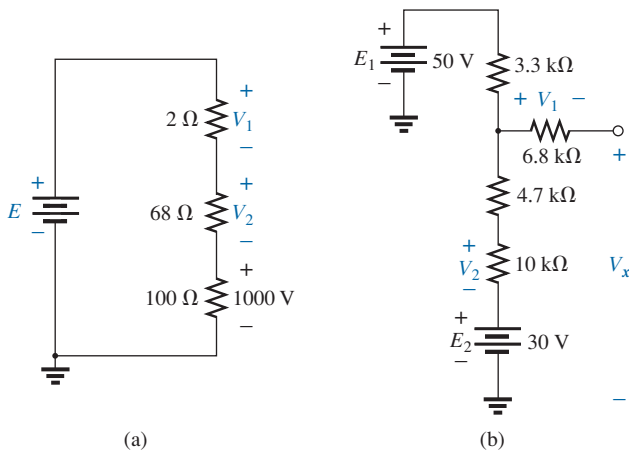 E
+
−
2 Ω
+
V1
−
68 Ω
+
V2
−
100 Ω
+
1000 V
−
(a)
E1
+
−
50 V
3.3 kΩ
+ V1 −
6.8 kΩ
+
4.7 kΩ
+
V2
−
10 kΩ
Vx
+
E2
−
30 V
−
(b)